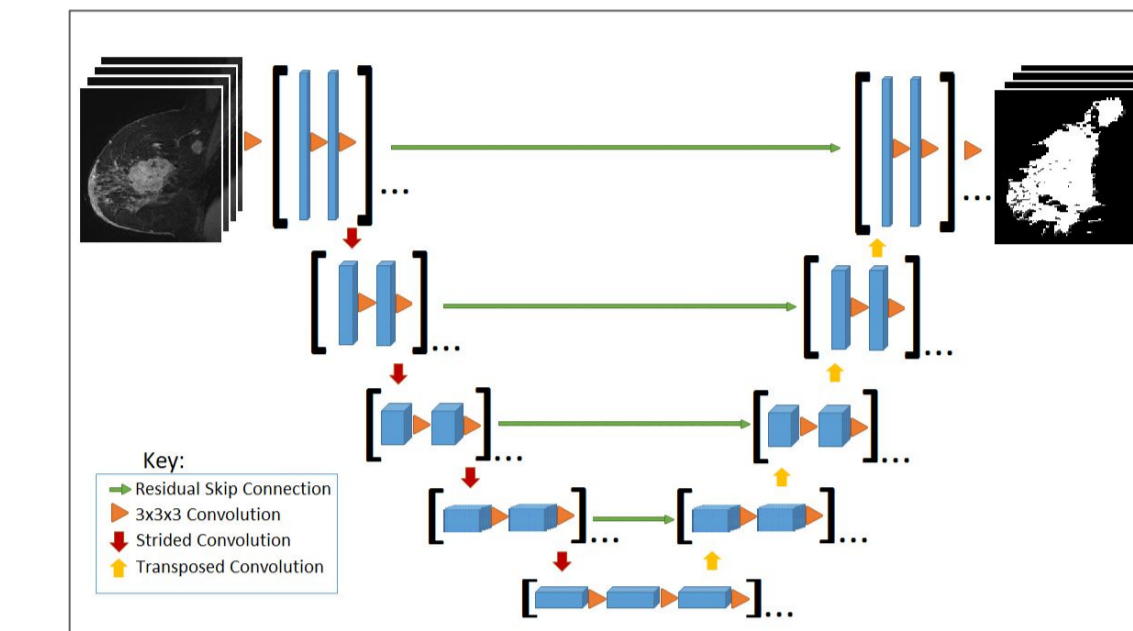 ...
...
...
...
...
...
...
...
...
Key:
Residual Skip Connection
3x3x3 Convolution
Strided Convolution
Transposed Convolution